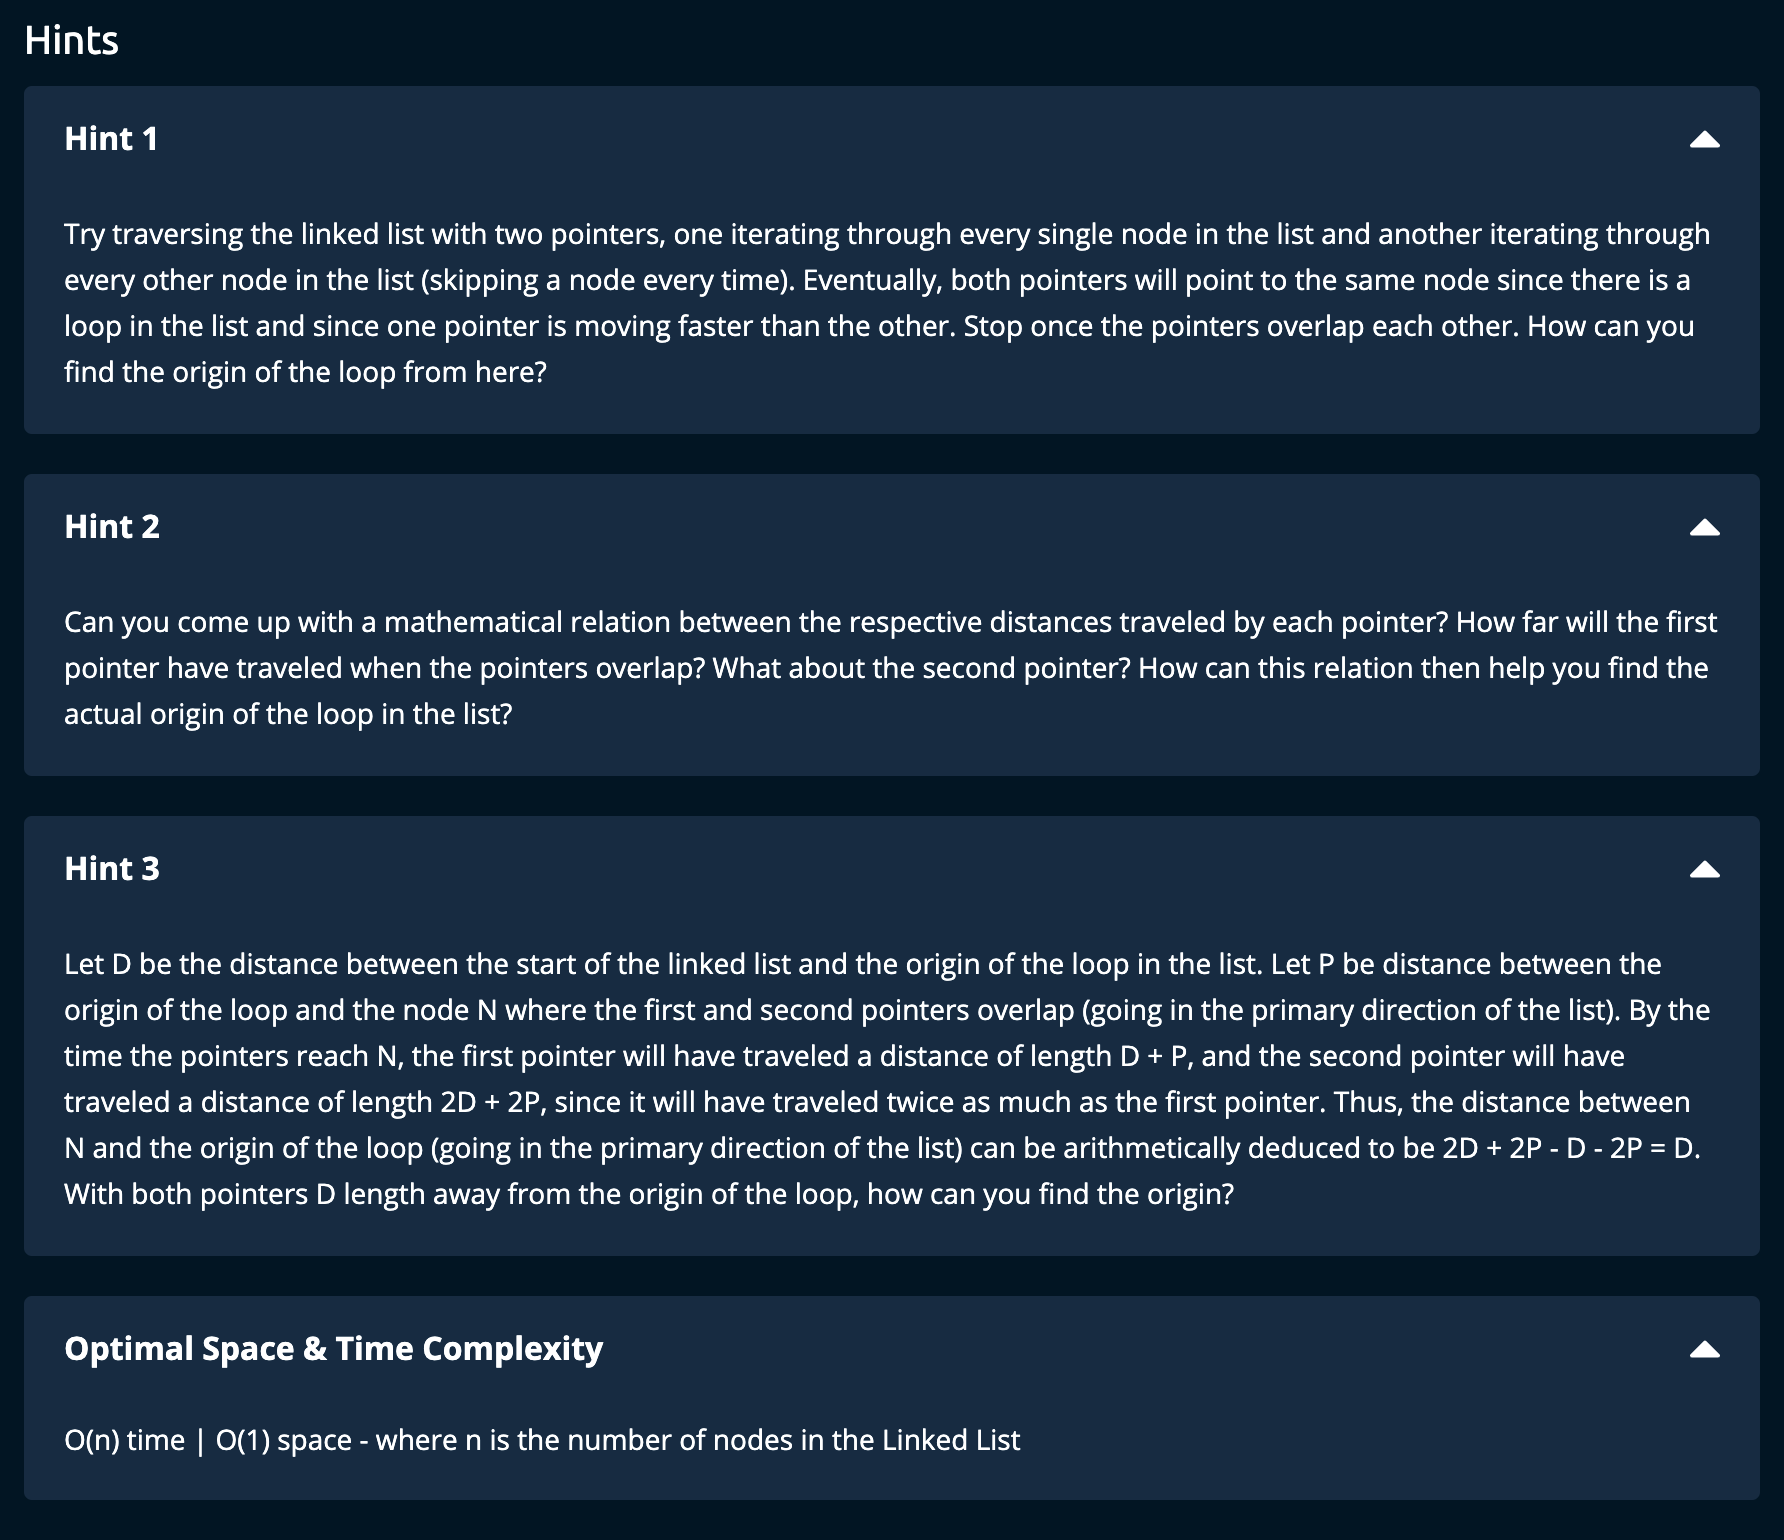 Hints
Hint 1
Try traversing the linked list with two pointers, one iterating through every single node in the list and another iterating through
every other node in the list (skipping a node every time). Eventually, both pointers will point to the same node since there is a
loop in the list and since one pointer is moving faster than the other. Stop once the pointers overlap each other. How can you
find the origin of the loop from here?
Hint 2
Can you come up with a mathematical relation between the respective distances traveled by each pointer? How far will the first
pointer have traveled when the pointers overlap? What about the second pointer? How can this relation then help you find the
actual origin of the loop in the list?
Hint 3
Let D be the distance between the start of the linked list and the origin of the loop in the list. Let P be distance between the
origin of the loop and the node N where the first and second pointers overlap (going in the primary direction of the list). By the
time the pointers reach N, the first pointer will have traveled a distance of length D + P, and the second pointer will have
traveled a distance of length 2D + 2P, since it will have traveled twice as much as the first pointer. Thus, the distance between
N and the origin of the loop (going in the primary direction of the list) can be arithmetically deduced to be 2D + 2P - D - 2P = D.
With both pointers D length away from the origin of the loop, how can you find the origin?
Optimal Space & Time Complexity
O(n) time | O(1) space - where n is the number of nodes in the Linked List